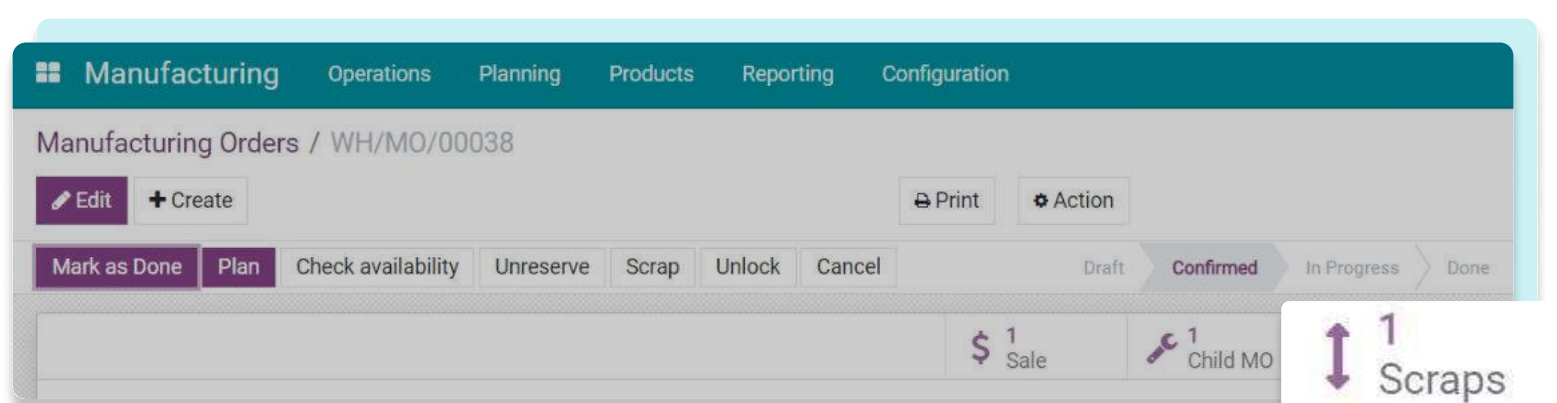 Manufacturing Operations Planning Products Reporting Configuration
Manufacturing Orders / WH/MO/00038
Edit + Create Print Action
Mark as Done Plan Check availability Unreserve Scrap Unlock Cancel Draft Confirmed In Progress Done
1 1 1
$ Sale Child MO Scraps